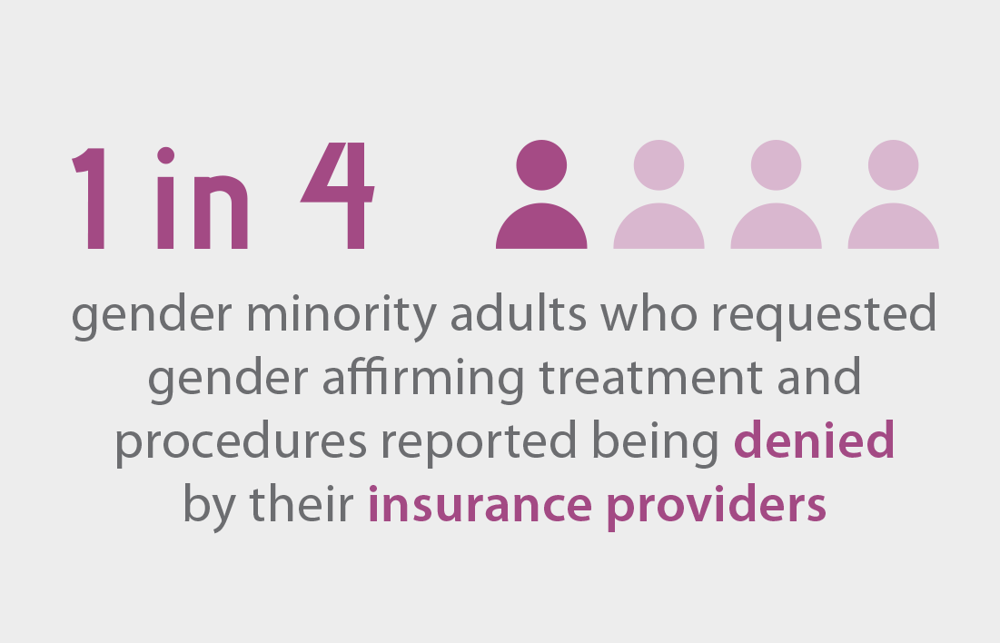 1 in 4
gender minority adults who requested
gender affirming treatment and
procedures reported being denied
by their insurance providers